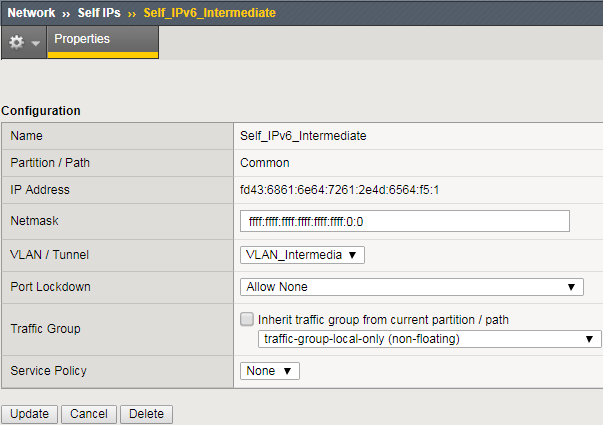 Network ›› Self IPs ›› Self_IPv6_Intermediate
Properties
Configuration
Name Self_IPv6_Intermediate
Partition / Path Common
IP Address fd43:6861:6e64:7261:2e4d:6564:f5:1
Netmask ffff:ffff:ffff:ffff:ffff:ffff:0:0
VLAN / Tunnel VLAN_Intermedia
Port Lockdown Allow None
Traffic Group Inherit traffic group from current partition / path
traffic-group-local-only (non-floating)
Service Policy None
Update Cancel Delete